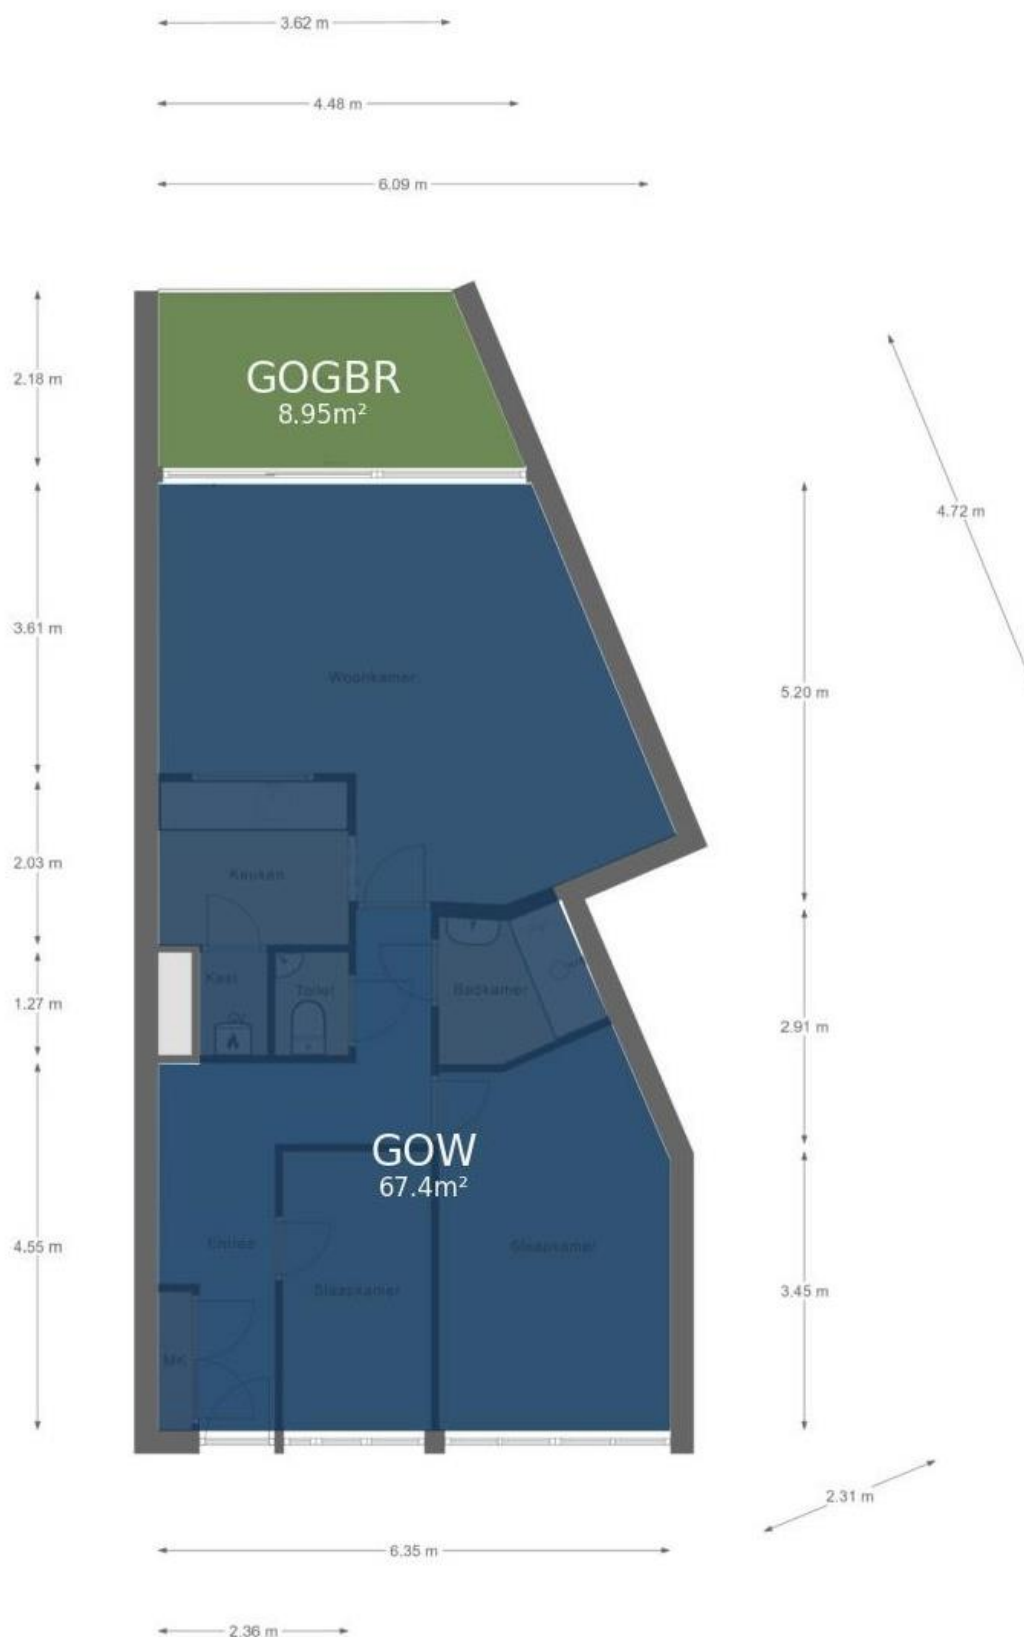 3.62 m
4.48 m
6.09 m
GOGBR
8.95m²
2.18 m
4.72 m
3.61 m
Woonkamer
5.20 m
2.03 m
Keuken
Kast
Toilet
Badkamer
1.27 m
2.91 m
GOW
67.4m²
4.55 m
Entree
Slaapkamer
Slaapkamer
3.45 m
MK
2.31 m
6.35 m
2.36 m